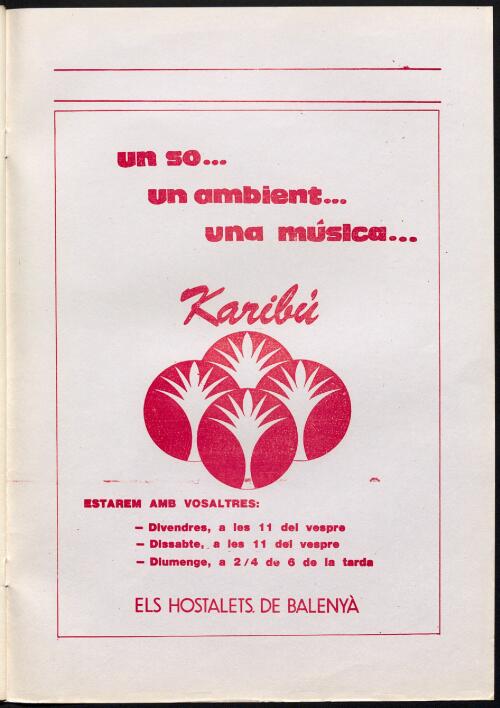 un so...
un ambient...
una música...
Karibú
ESTAREM AMB VOSALTRES:
— Divendres, a les 11 del vespre
— Dissabte, a les 11 del vespre
— Diumenge, a 2/4 de 6 de la tarda
ELS HOSTALETS, DE BALENYÀ